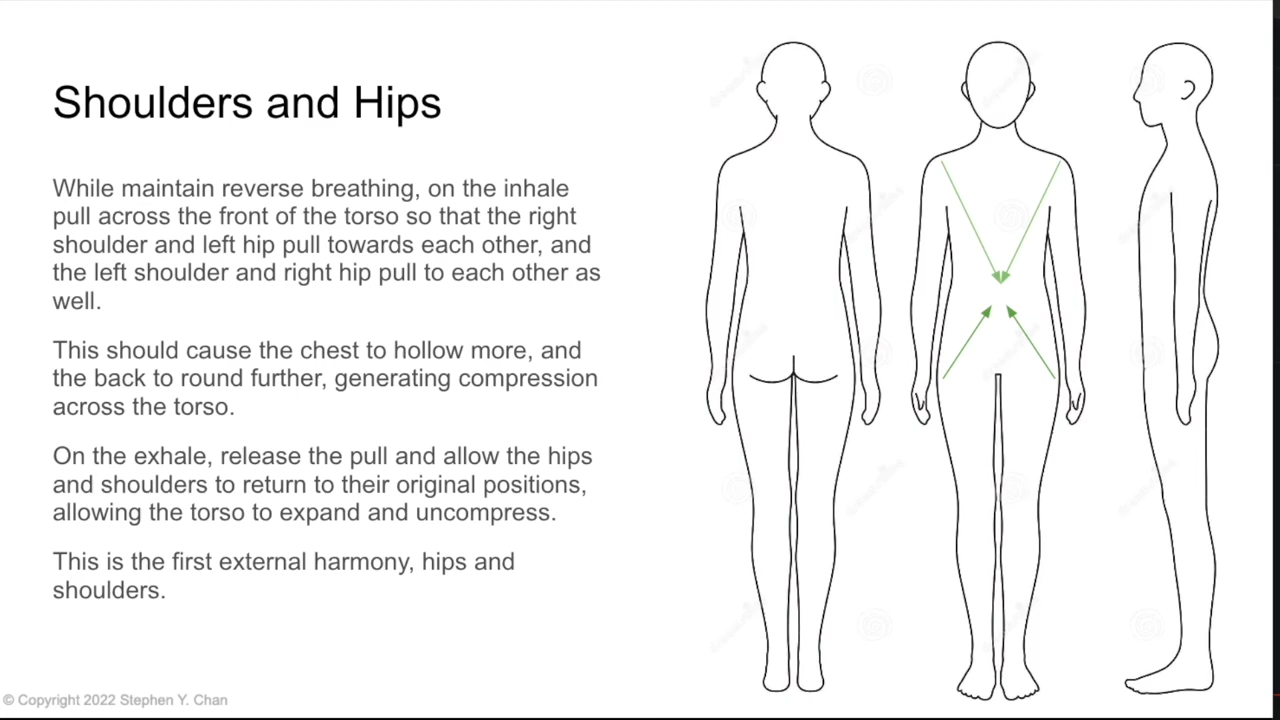 Shoulders and Hips
While maintain reverse breathing, on the inhale
pull across the front of the torso so that the right
shoulder and left hip pull towards each other, and
the left shoulder and right hip pull to each other as
well.
This should cause the chest to hollow more, and
the back to round further, generating compression
across the torso.
On the exhale, release the pull and allow the hips
and shoulders to return to their original positions,
allowing the torso to expand and uncompress.
This is the first external harmony, hips and
shoulders.
© Copyright 2022 Stephen Y. Chan